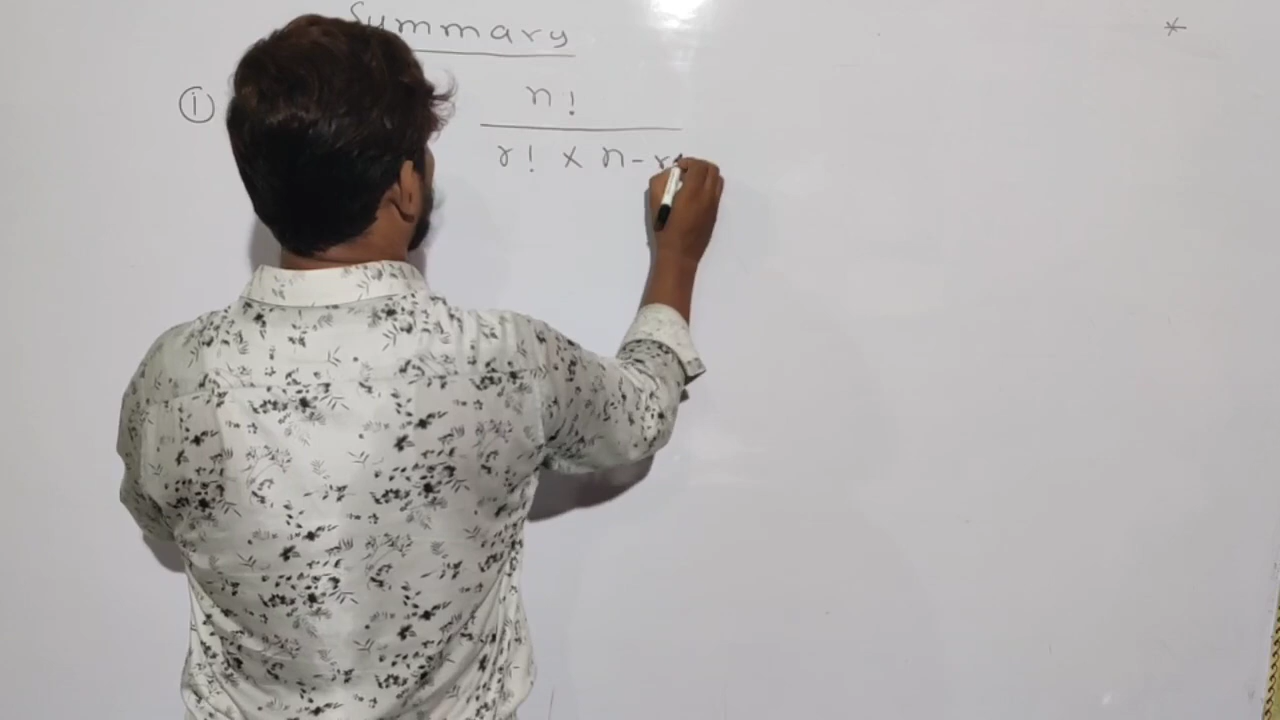 Summary
*
①
n!
r! × n-r